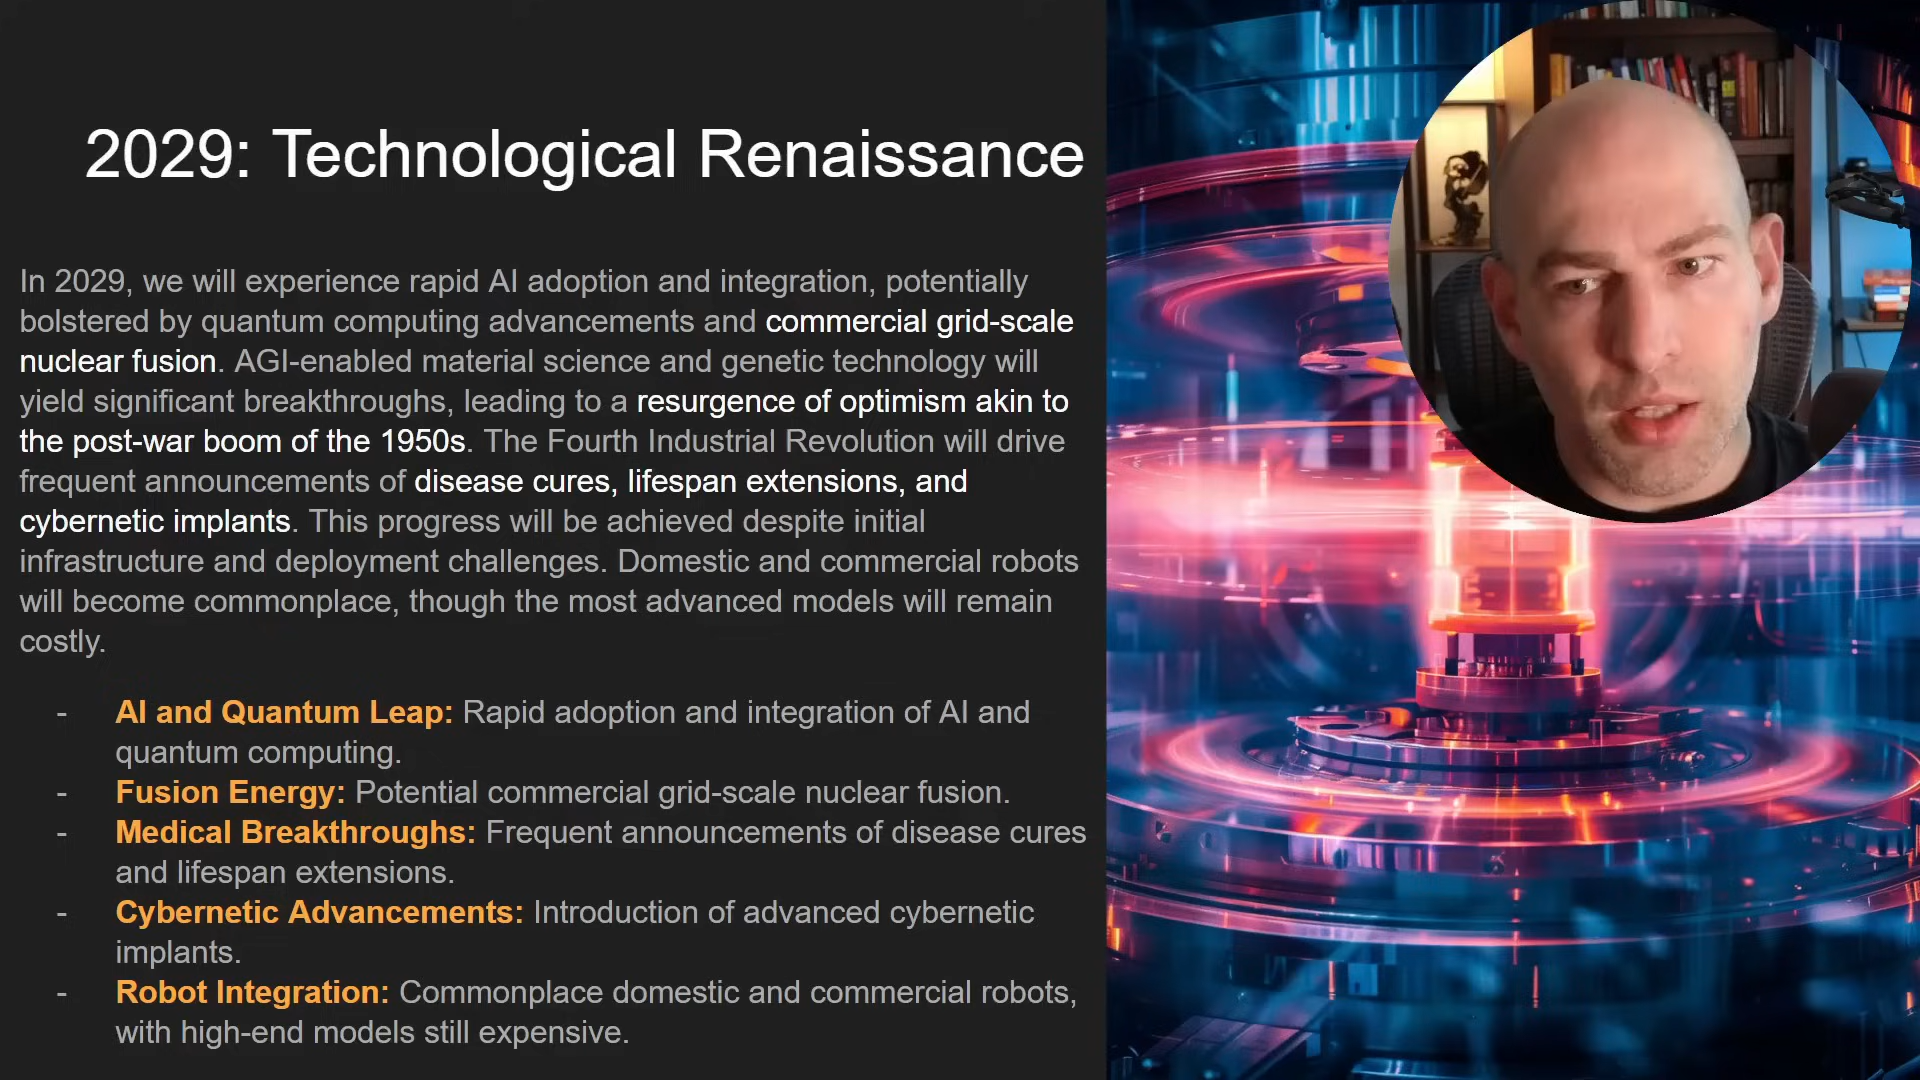 2029: Technological Renaissance
In 2029, we will experience rapid AI adoption and integration, potentially
bolstered by quantum computing advancements and commercial grid-scale
nuclear fusion. AGI-enabled material science and genetic technology will
yield significant breakthroughs, leading to a resurgence of optimism akin to
the post-war boom of the 1950s. The Fourth Industrial Revolution will drive
frequent announcements of disease cures, lifespan extensions, and
cybernetic implants. This progress will be achieved despite initial
infrastructure and deployment challenges. Domestic and commercial robots
will become commonplace, though the most advanced models will remain
costly.
- AI and Quantum Leap: Rapid adoption and integration of AI and
quantum computing.
- Fusion Energy: Potential commercial grid-scale nuclear fusion.
- Medical Breakthroughs: Frequent announcements of disease cures
and lifespan extensions.
- Cybernetic Advancements: Introduction of advanced cybernetic
implants.
- Robot Integration: Commonplace domestic and commercial robots,
with high-end models still expensive.